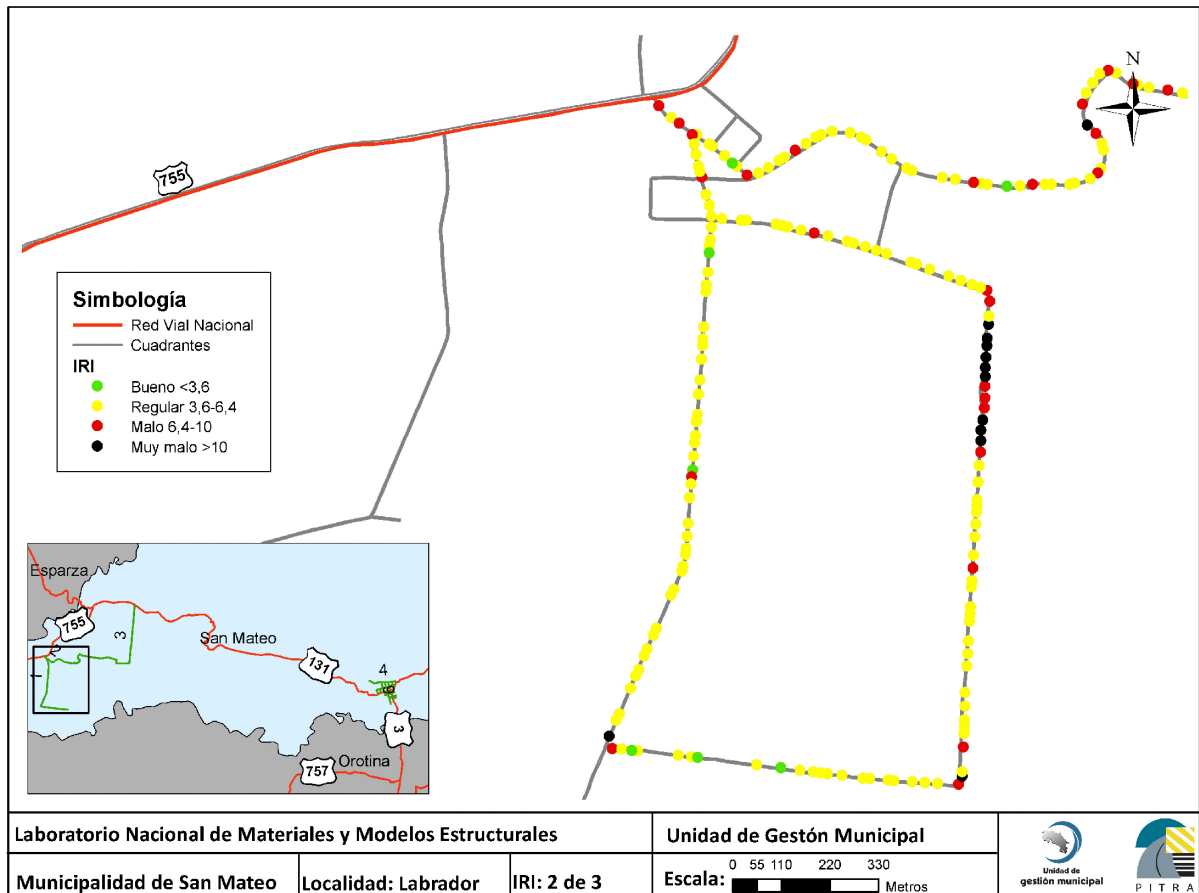 N
755
Simbología
Red Vial Nacional
Cuadrantes
IRI
Bueno <3,6
Regular 3,6-6,4
Malo 6,4-10
Muy malo >10
Esparza
755
3
San Mateo
131
4
2
1
3
757
Orotina
Laboratorio Nacional de Materiales y Modelos Estructurales
Unidad de Gestión Municipal
Municipalidad de San Mateo
Localidad: Labrador
IRI: 2 de 3
Escala:
0 55 110 220 330
Metros
Unidad de
gestión municipal
PITRA